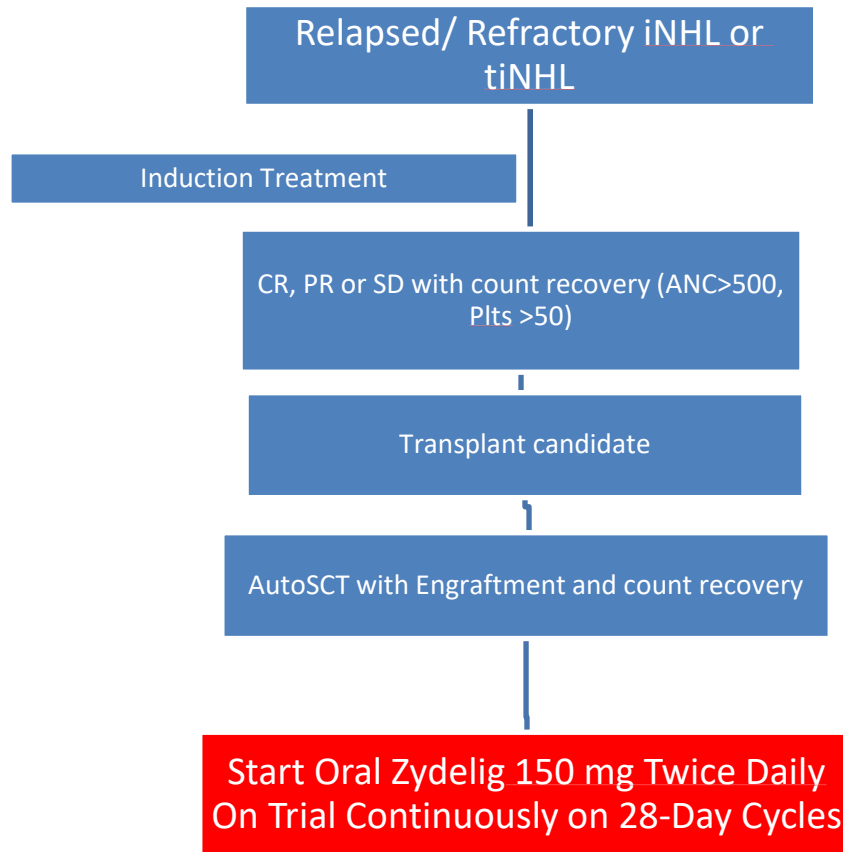 Relapsed/ Refractory iNHL or
tiNHL
Induction Treatment
CR, PR or SD with count recovery (ANC>500,
Plts >50)
Transplant candidate
AutoSCT with Engraftment and count recovery
Start Oral Zydelig 150 mg Twice Daily
On Trial Continuously on 28-Day Cycles